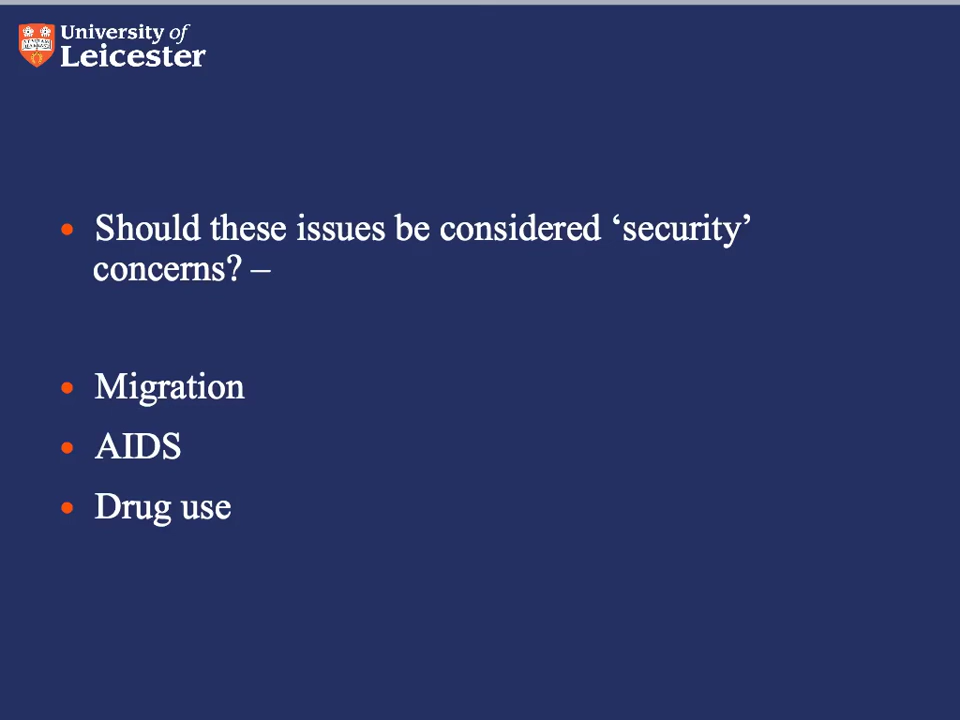 University of
Leicester
• Should these issues be considered ‘security’
concerns? –
• Migration
• AIDS
• Drug use